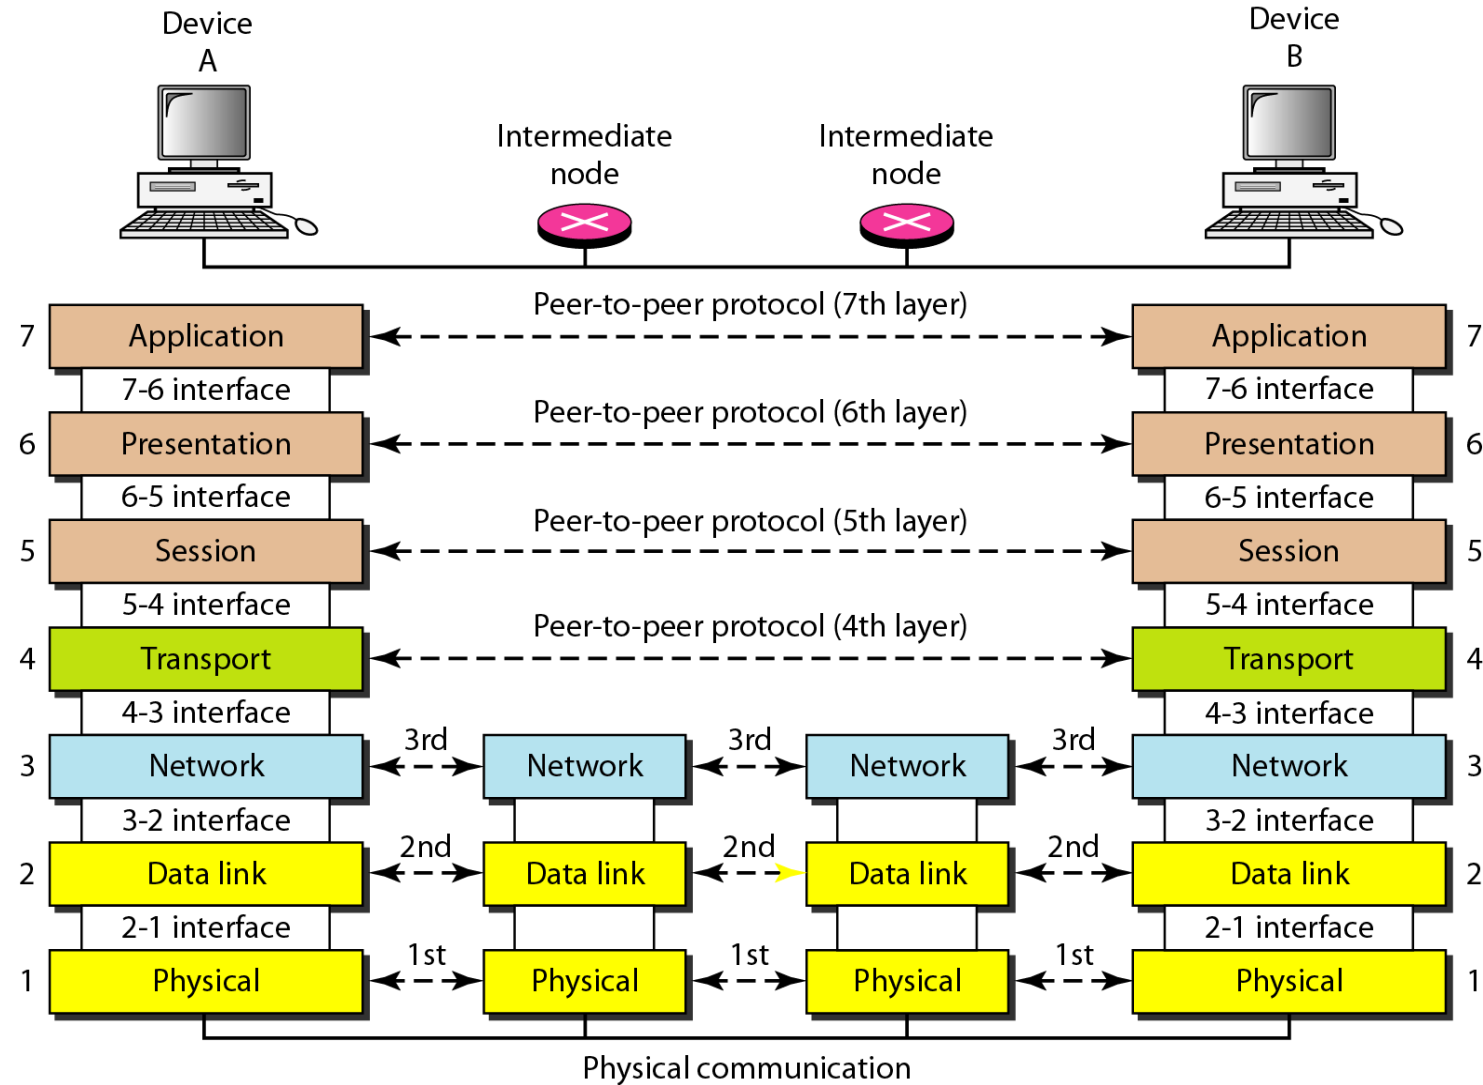 Device
A
Device
B
Intermediate
node
Intermediate
node
Peer-to-peer protocol (7th layer)
7 Application Application 7
7-6 interface 7-6 interface
Peer-to-peer protocol (6th layer)
6 Presentation Presentation 6
6-5 interface 6-5 interface
Peer-to-peer protocol (5th layer)
5 Session Session 5
5-4 interface 5-4 interface
Peer-to-peer protocol (4th layer)
4 Transport Transport 4
4-3 interface 4-3 interface
3rd 3rd 3rd
3 Network Network Network Network 3
3-2 interface 3-2 interface
2nd 2nd 2nd
2 Data link Data link Data link Data link 2
2-1 interface 2-1 interface
1st 1st 1st
1 Physical Physical Physical Physical 1
Physical communication